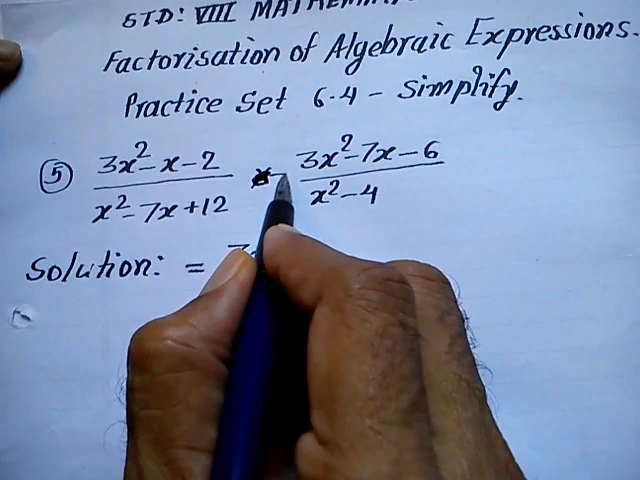 STD: VIII
Factorisation of Algebraic Expressions.
Practice Set 6.4 - Simplify.
⑤ 3x²-x-2 / x²-7x+12 × 3x²-7x-6 / x²-4
Solution: =